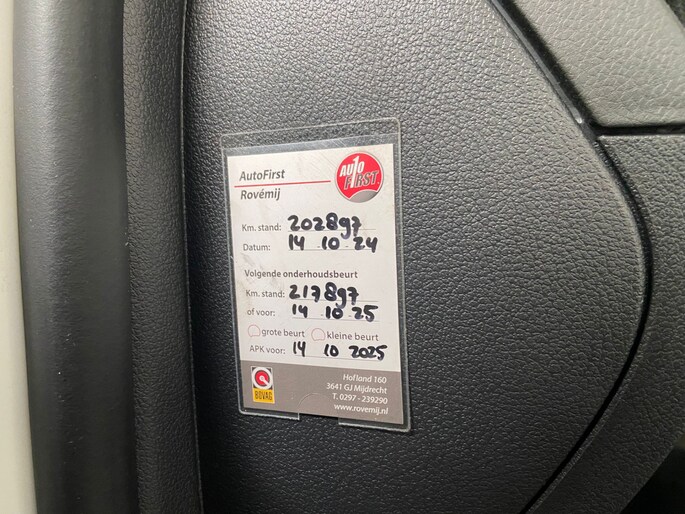 AutoFirst
Rovémij
AUTO FIRST
Km. stand: 202897
Datum: 14 10 24
Volgende onderhoudsbeurt
Km. stand: 217897
of voor: 14 10 25
grote beurt kleine beurt
APK voor: 14 10 2025
Hofland 160
3641 GJ Mijdrecht
T. 0297 - 239290
www.rovemij.nl
BOVAG